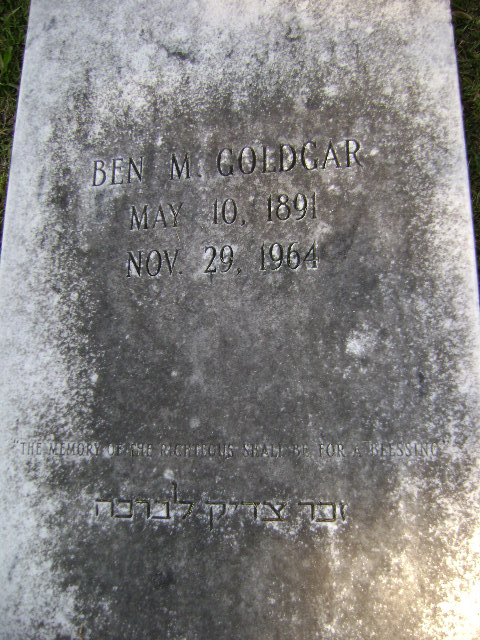 BEN M. GOLDGAR
MAY 10, 1891
NOV. 29, 1964
"THE MEMORY OF THE RIGHTEOUS SHALL BE FOR A BLESSING"
זכר צדיק לברכה